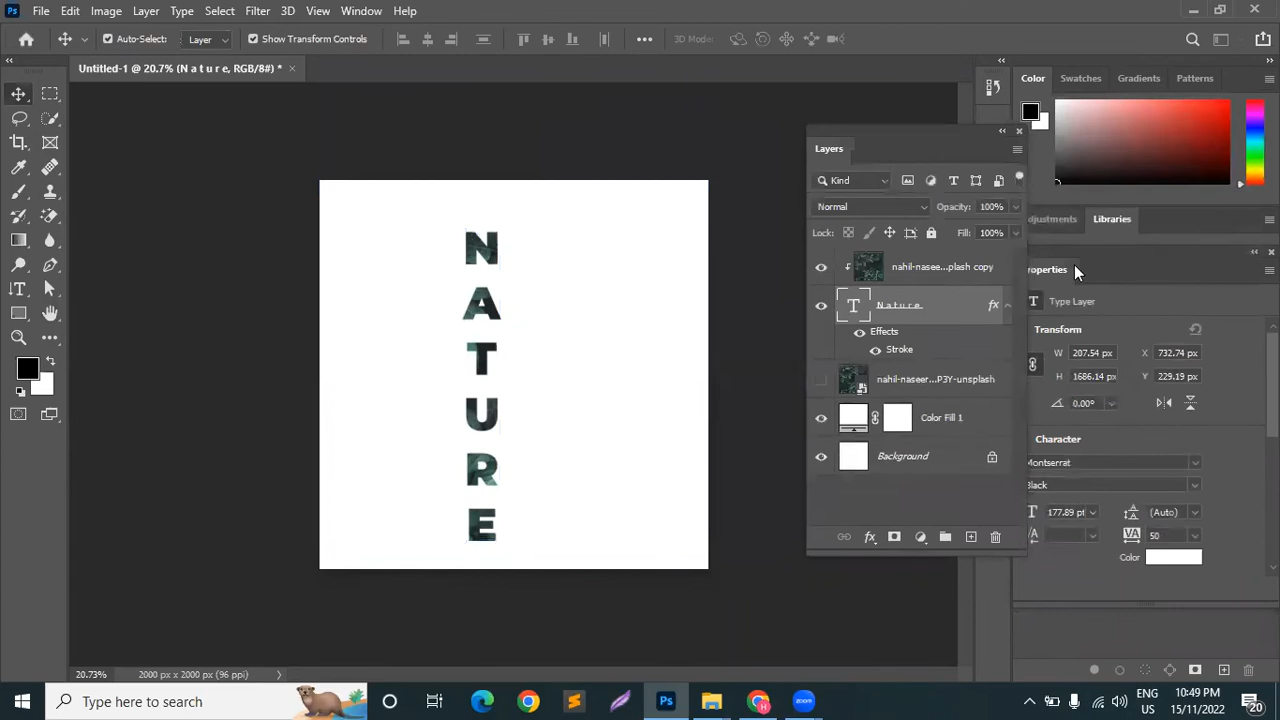 Ps File Edit Image Layer Type Select Filter 3D View Window Help
Auto-Select: Layer Show Transform Controls 3D Mode
Untitled-1 @ 20.7% (N a t u r e, RGB/8#) *
Color Swatches Gradients Patterns
Layers
Kind
Normal Opacity: 100%
Adjustments Libraries
Lock: Fill: 100%
nahil-nasee...plash copy
Properties
N a t u r e
Type Layer
Effects
Stroke
Transform
W 207.54 px X 732.74 px
H 1686.14 px Y 229.19 px
0.00°
nahil-naseer...P3Y-unsplash
Color Fill 1
Background
Character
Montserrat
Black
177.89 pt (Auto)
50
Color
N
A
T
U
R
E
20.73% 2000 px x 2000 px (96 ppi)
Type here to search
Ps
ENG
US
10:49 PM
15/11/2022
20